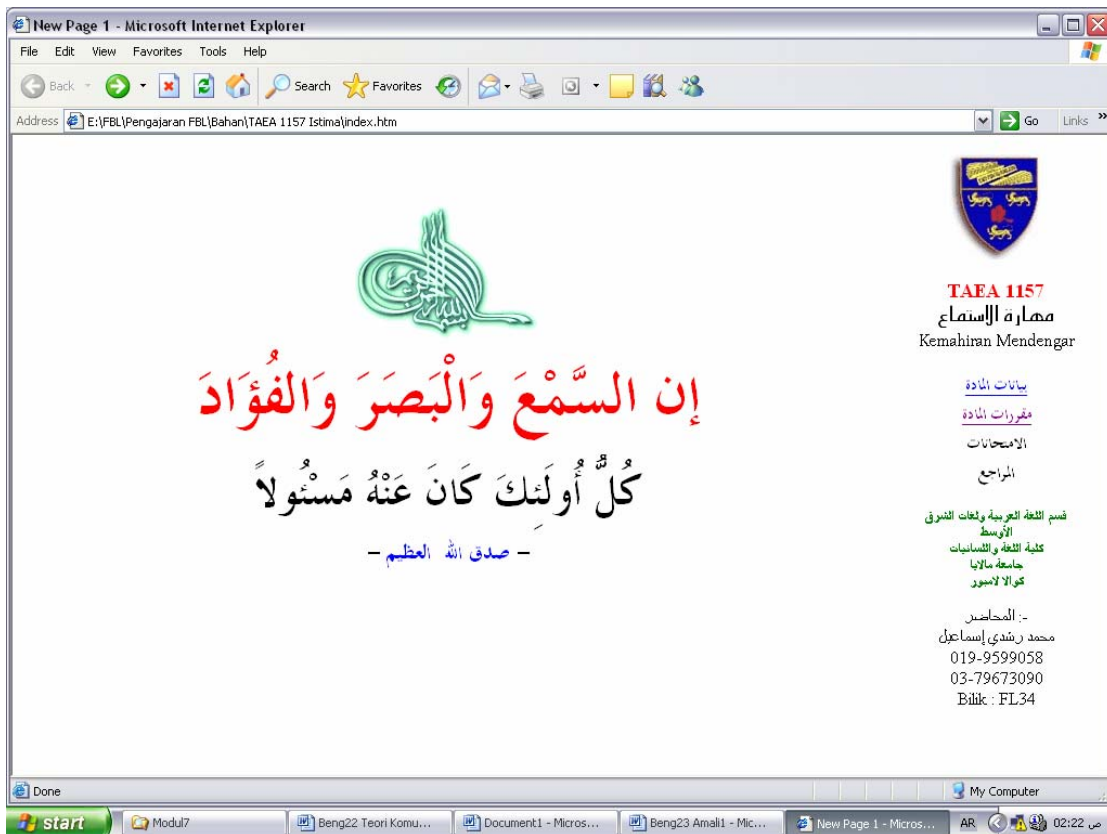 New Page 1 - Microsoft Internet Explorer
File Edit View Favorites Tools Help
Back Search Favorites
Address E:\FBL\Pengajaran FBL\Bahan\TAEA 1157 Istima\index.htm Go Links »
إن السَّمْعَ وَالْبَصَرَ وَالْفُؤَادَ
كُلُّ أُولَئِكَ كَانَ عَنْهُ مَسْئُولاً
– صدق الله العظيم –
TAEA 1157
مهارة الاستماع
Kemahiran Mendengar
بيانات المادة
مقررات المادة
الامتحانات
المراجع
قسم اللغة العربية ولغات الشرق
الأوسط
كلية اللغة واللسانيات
جامعة مالايا
كوالا لامبور
المحاضر :-
محمد رشدي إسماعيل
019-9599058
03-79673090
Bilik : FL34
Done My Computer
start Modul7 Beng22 Teori Komu... Document1 - Micros... Beng23 Amali1 - Mic... New Page 1 - Micros... AR 02:22 ص